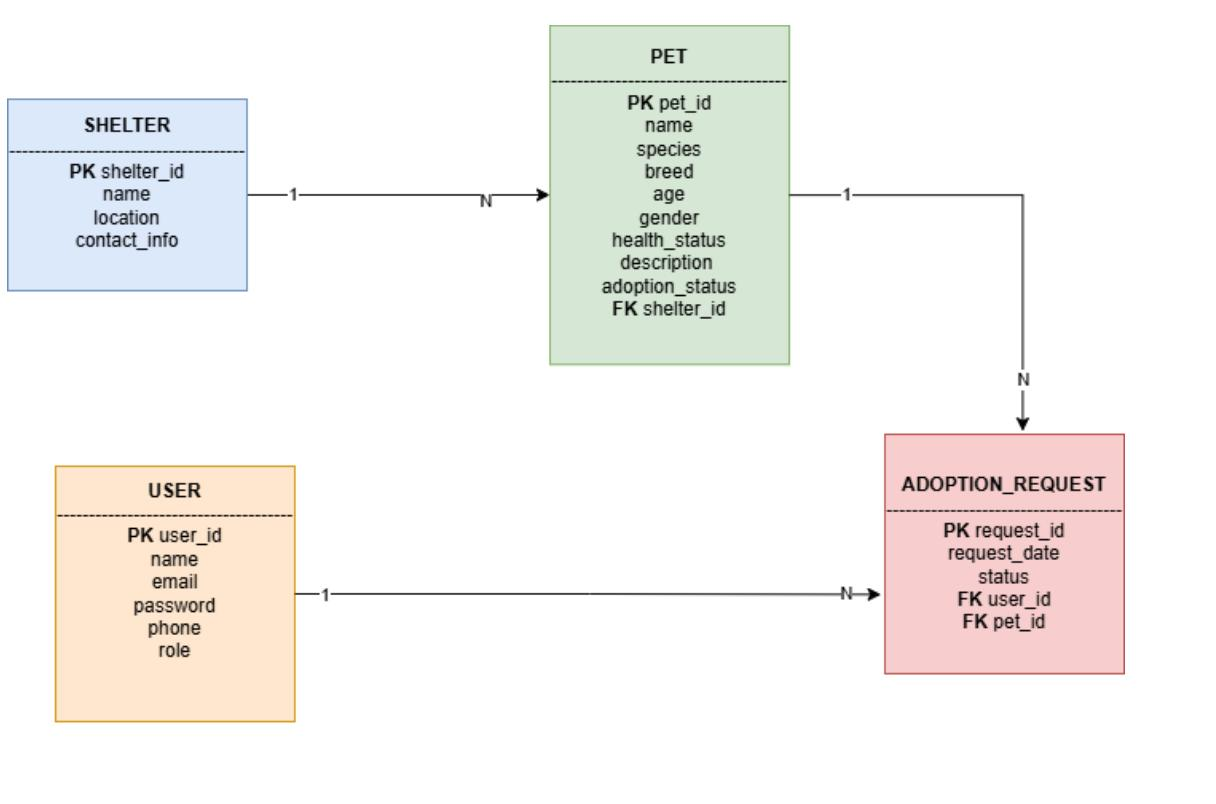 SHELTER
PK shelter_id
name
location
contact_info
1
N
PET
PK pet_id
name
species
breed
age
gender
health_status
description
adoption_status
FK shelter_id
1
N
USER
PK user_id
name
email
password
phone
role
1
N
ADOPTION_REQUEST
PK request_id
request_date
status
FK user_id
FK pet_id